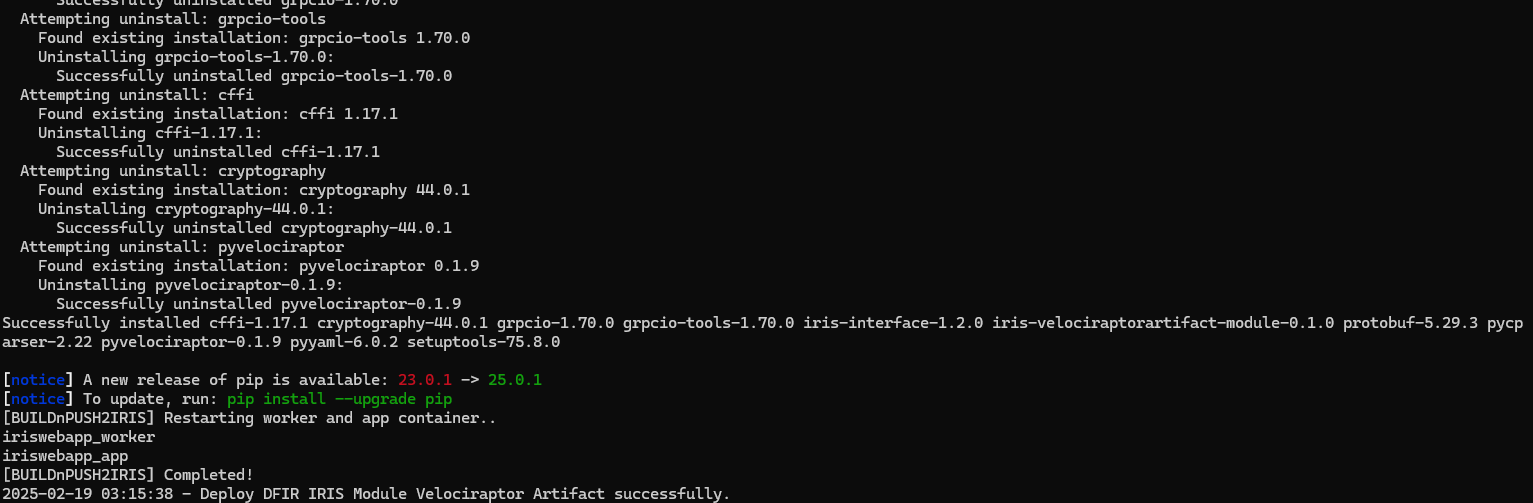 Successfully uninstalled grpcio-1.70.0
Attempting uninstall: grpcio-tools
Found existing installation: grpcio-tools 1.70.0
Uninstalling grpcio-tools-1.70.0:
Successfully uninstalled grpcio-tools-1.70.0
Attempting uninstall: cffi
Found existing installation: cffi 1.17.1
Uninstalling cffi-1.17.1:
Successfully uninstalled cffi-1.17.1
Attempting uninstall: cryptography
Found existing installation: cryptography 44.0.1
Uninstalling cryptography-44.0.1:
Successfully uninstalled cryptography-44.0.1
Attempting uninstall: pyvelociraptor
Found existing installation: pyvelociraptor 0.1.9
Uninstalling pyvelociraptor-0.1.9:
Successfully uninstalled pyvelociraptor-0.1.9
Successfully installed cffi-1.17.1 cryptography-44.0.1 grpcio-1.70.0 grpcio-tools-1.70.0 iris-interface-1.2.0 iris-velociraptorartifact-module-0.1.0 protobuf-5.29.3 pycp
arser-2.22 pyvelociraptor-0.1.9 pyyaml-6.0.2 setuptools-75.8.0
[notice] A new release of pip is available: 23.0.1 -> 25.0.1
[notice] To update, run: pip install --upgrade pip
[BUILDnPUSH2IRIS] Restarting worker and app container..
iriswebapp_worker
iriswebapp_app
[BUILDnPUSH2IRIS] Completed!
2025-02-19 03:15:38 - Deploy DFIR IRIS Module Velociraptor Artifact successfully.